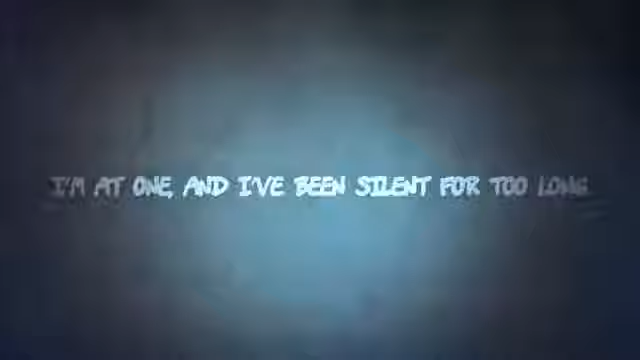 I'M AT ONE, AND I'VE BEEN SILENT FOR TOO LONG